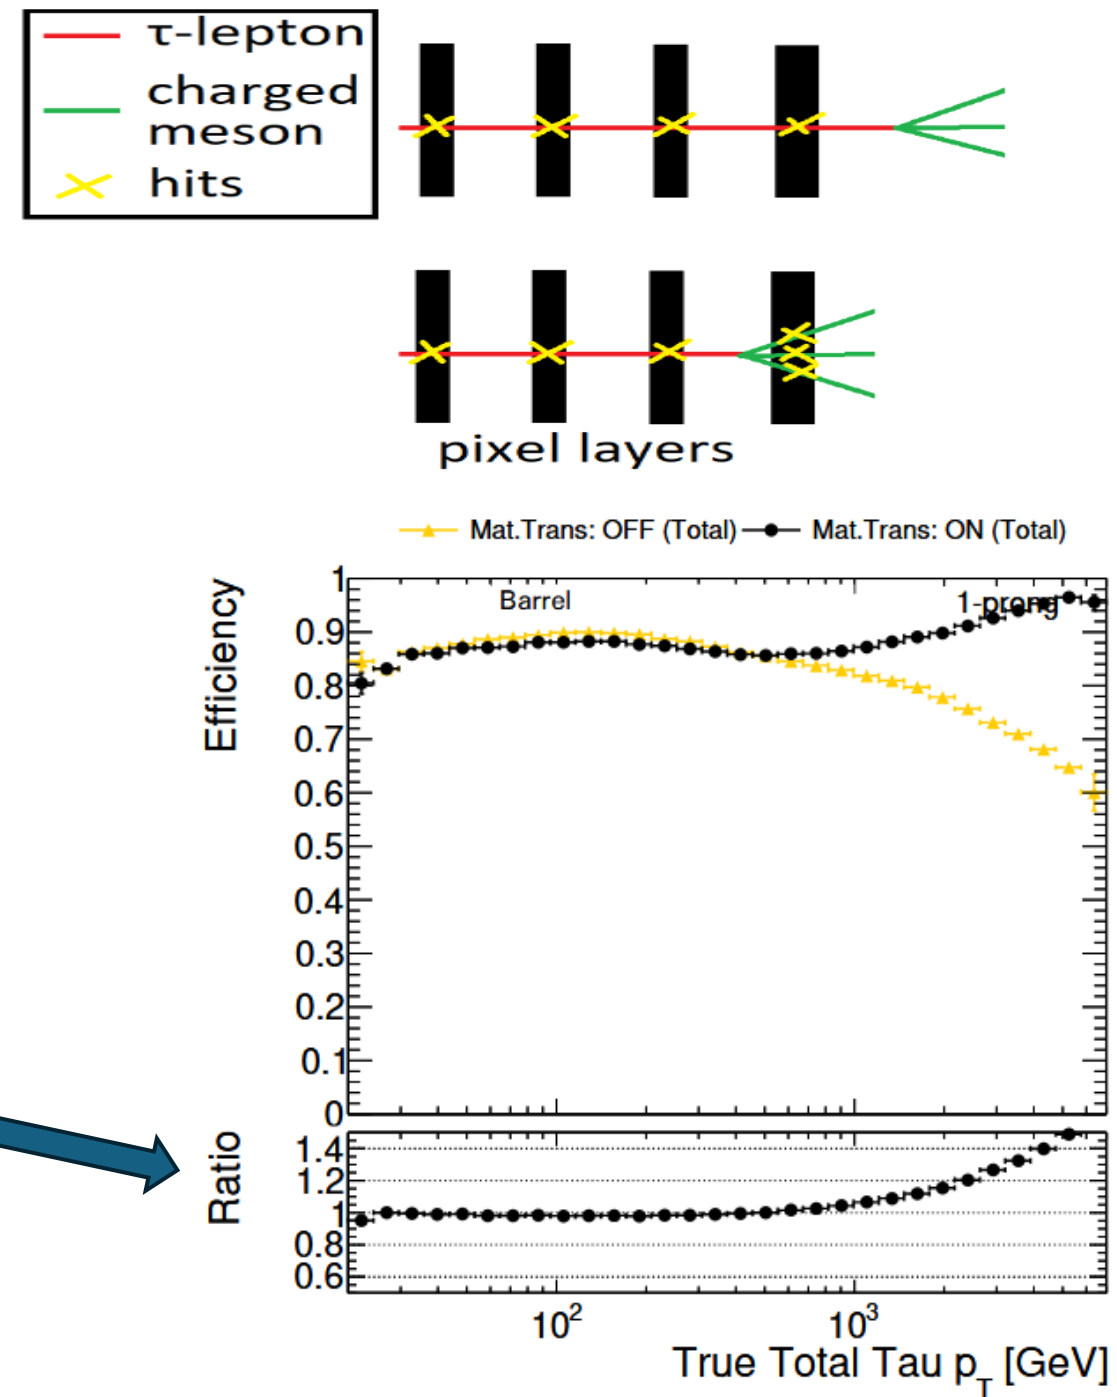 τ-lepton
charged
meson
hits
pixel layers
Mat.Trans: OFF (Total) Mat.Trans: ON (Total)
Efficiency
Barrel
1-prong
1
0.9
0.8
0.7
0.6
0.5
0.4
0.3
0.2
0.1
0
Ratio
1.4
1.2
1
0.8
0.6
10² 10³
True Total Tau p_T [GeV]